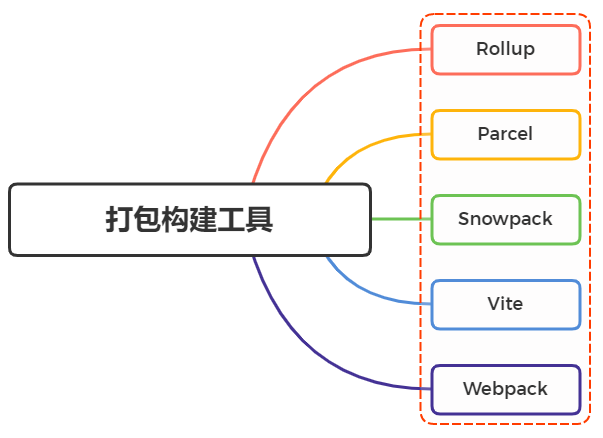 打包构建工具
Rollup
Parcel
Snowpack
Vite
Webpack